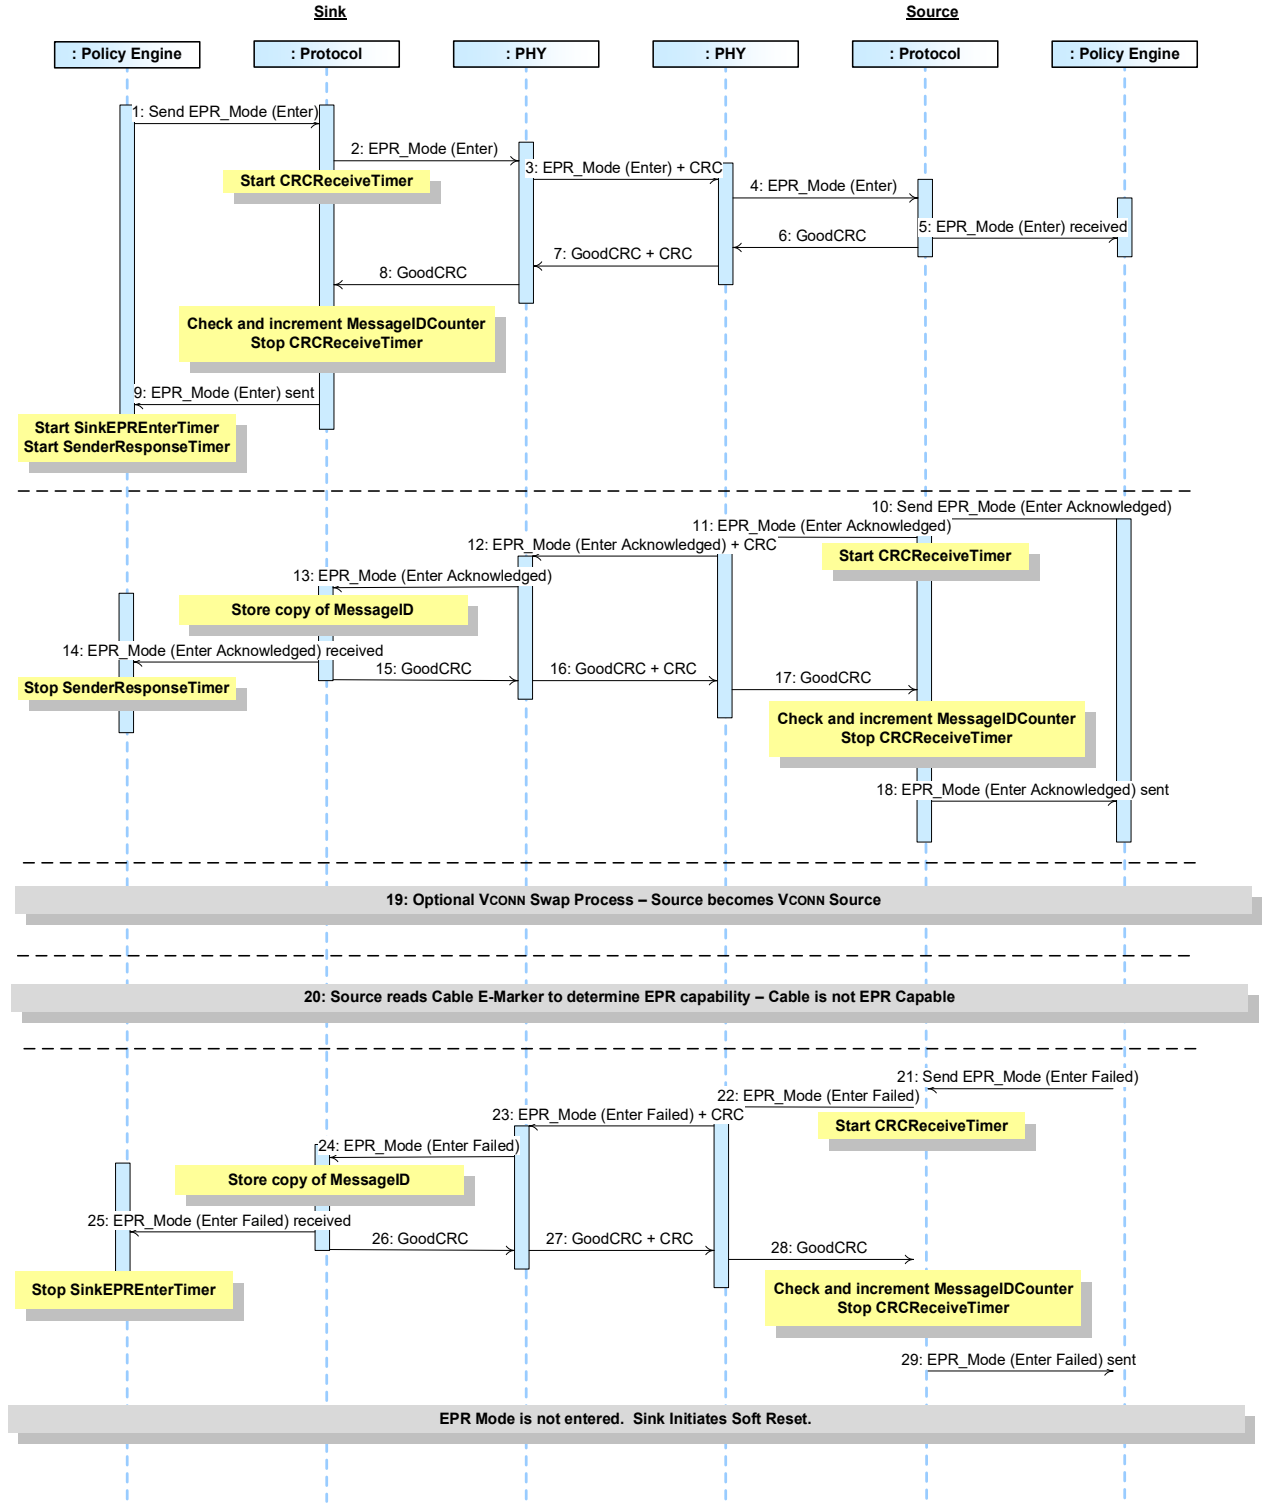 Sink
Source
: Policy Engine
: Protocol
: PHY
: PHY
: Protocol
: Policy Engine
1: Send EPR_Mode (Enter)
2: EPR_Mode (Enter)
Start CRCReceiveTimer
3: EPR_Mode (Enter) + CRC
4: EPR_Mode (Enter)
5: EPR_Mode (Enter) received
6: GoodCRC
7: GoodCRC + CRC
8: GoodCRC
Check and increment MessageIDCounter
Stop CRCReceiveTimer
9: EPR_Mode (Enter) sent
Start SinkEPREnterTimer
Start SenderResponseTimer
10: Send EPR_Mode (Enter Acknowledged)
11: EPR_Mode (Enter Acknowledged)
Start CRCReceiveTimer
12: EPR_Mode (Enter Acknowledged) + CRC
13: EPR_Mode (Enter Acknowledged)
Store copy of MessageID
14: EPR_Mode (Enter Acknowledged) received
15: GoodCRC
16: GoodCRC + CRC
17: GoodCRC
Stop SenderResponseTimer
Check and increment MessageIDCounter
Stop CRCReceiveTimer
18: EPR_Mode (Enter Acknowledged) sent
19: Optional VCONN Swap Process – Source becomes VCONN Source
20: Source reads Cable E-Marker to determine EPR capability – Cable is not EPR Capable
21: Send EPR_Mode (Enter Failed)
22: EPR_Mode (Enter Failed)
Start CRCReceiveTimer
23: EPR_Mode (Enter Failed) + CRC
24: EPR_Mode (Enter Failed)
Store copy of MessageID
25: EPR_Mode (Enter Failed) received
26: GoodCRC
27: GoodCRC + CRC
28: GoodCRC
Stop SinkEPREnterTimer
Check and increment MessageIDCounter
Stop CRCReceiveTimer
29: EPR_Mode (Enter Failed) sent
EPR Mode is not entered.  Sink Initiates Soft Reset.